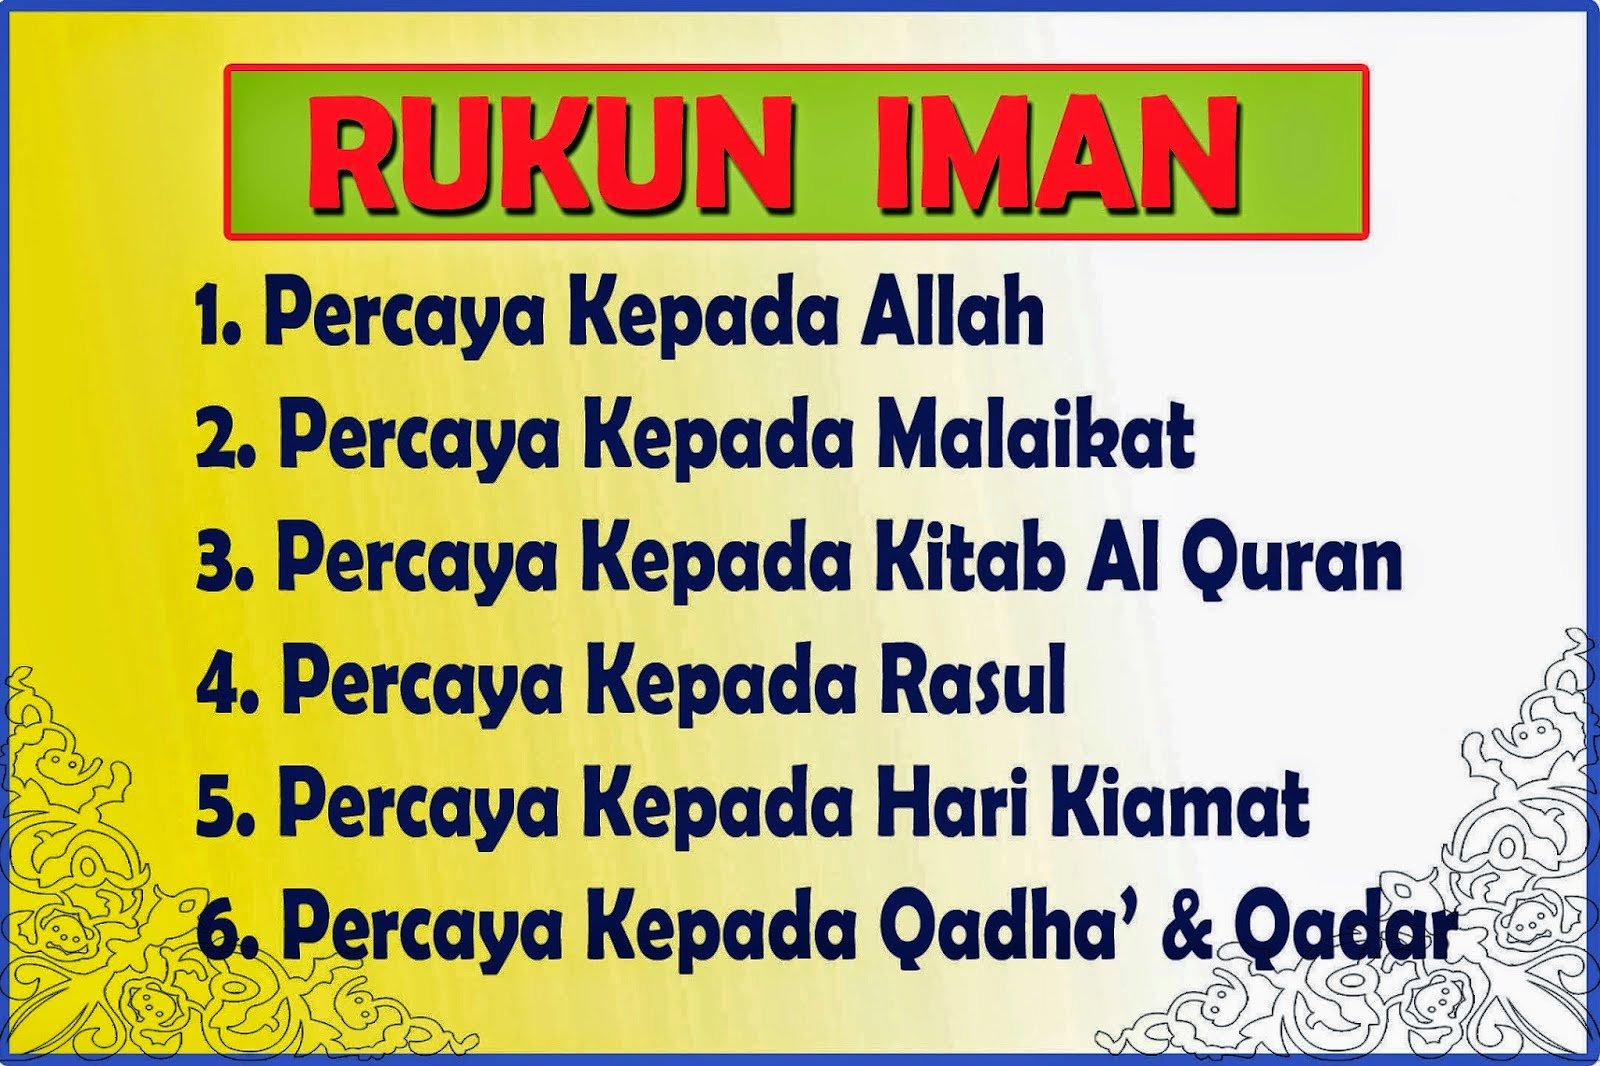 RUKUN IMAN
1. Percaya Kepada Allah
2. Percaya Kepada Malaikat
3. Percaya Kepada Kitab Al Quran
4. Percaya Kepada Rasul
5. Percaya Kepada Hari Kiamat
6. Percaya Kepada Qadha’ & Qadar